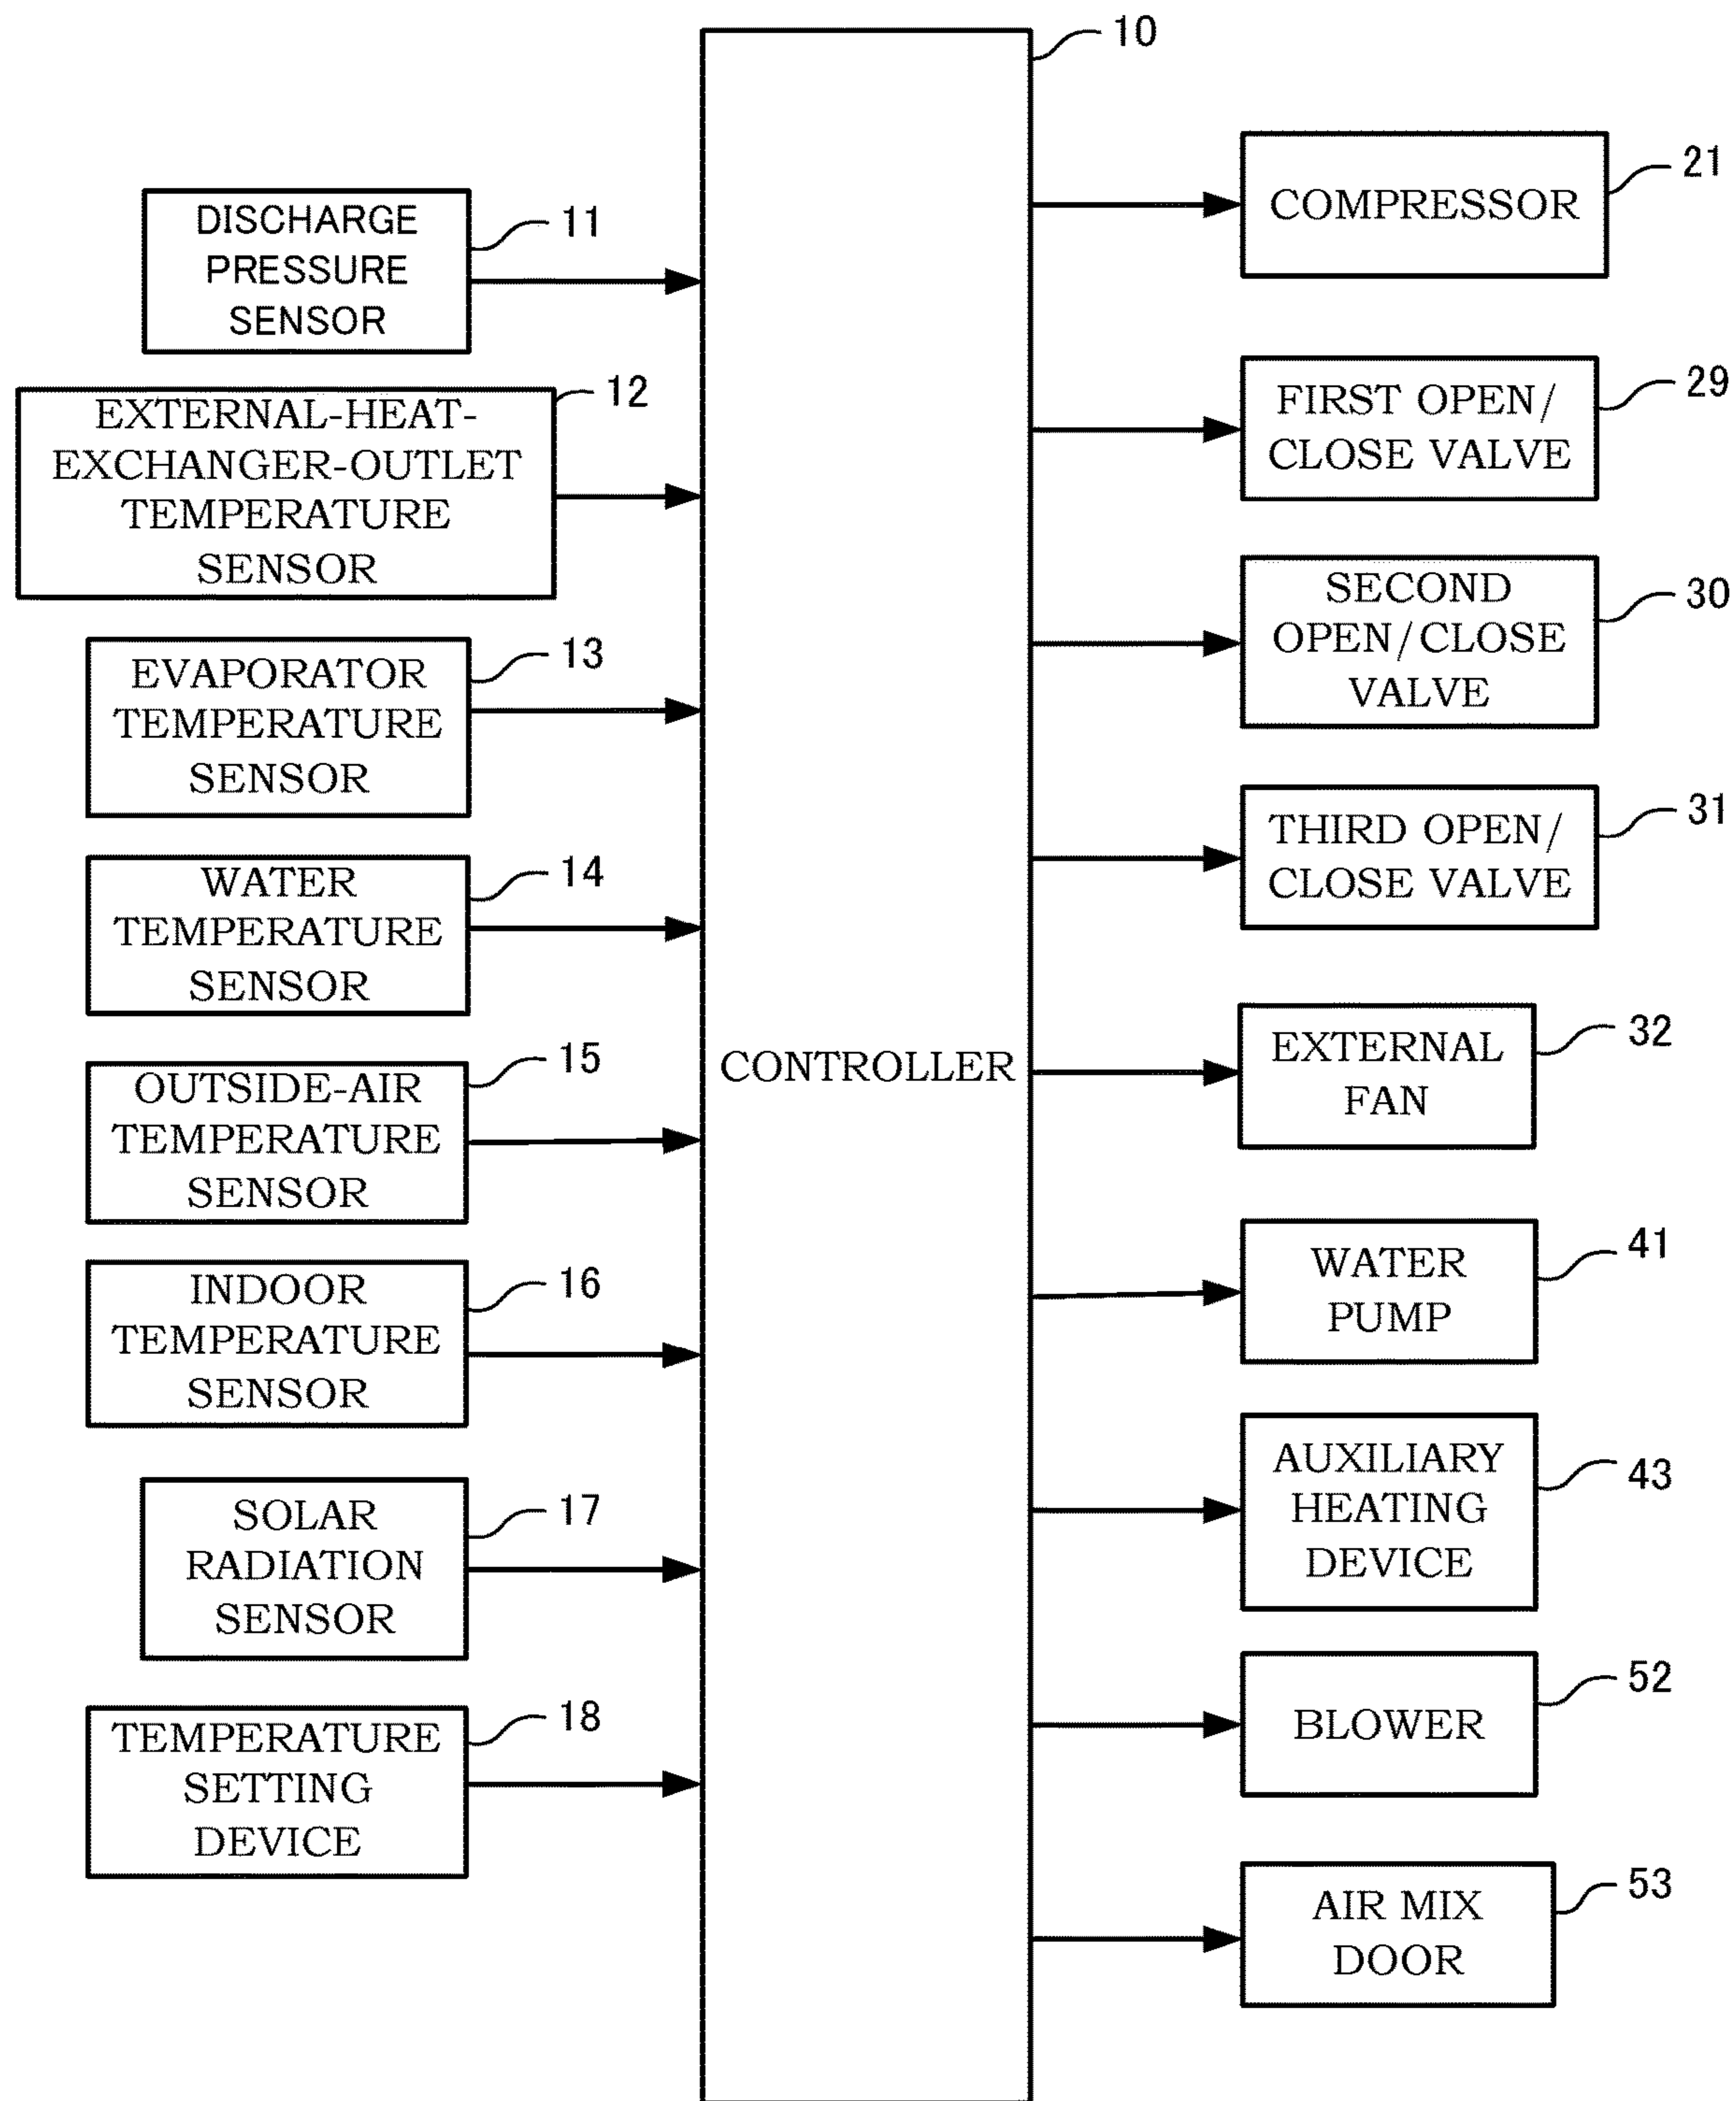 10
DISCHARGE
PRESSURE
SENSOR
11
EXTERNAL-HEAT-
EXCHANGER-OUTLET
TEMPERATURE
SENSOR
12
EVAPORATOR
TEMPERATURE
SENSOR
13
WATER
TEMPERATURE
SENSOR
14
OUTSIDE-AIR
TEMPERATURE
SENSOR
15
INDOOR
TEMPERATURE
SENSOR
16
SOLAR
RADIATION
SENSOR
17
TEMPERATURE
SETTING
DEVICE
18
CONTROLLER
COMPRESSOR
21
FIRST OPEN/
CLOSE VALVE
29
SECOND
OPEN/CLOSE
VALVE
30
THIRD OPEN/
CLOSE VALVE
31
EXTERNAL
FAN
32
WATER
PUMP
41
AUXILIARY
HEATING
DEVICE
43
BLOWER
52
AIR MIX
DOOR
53